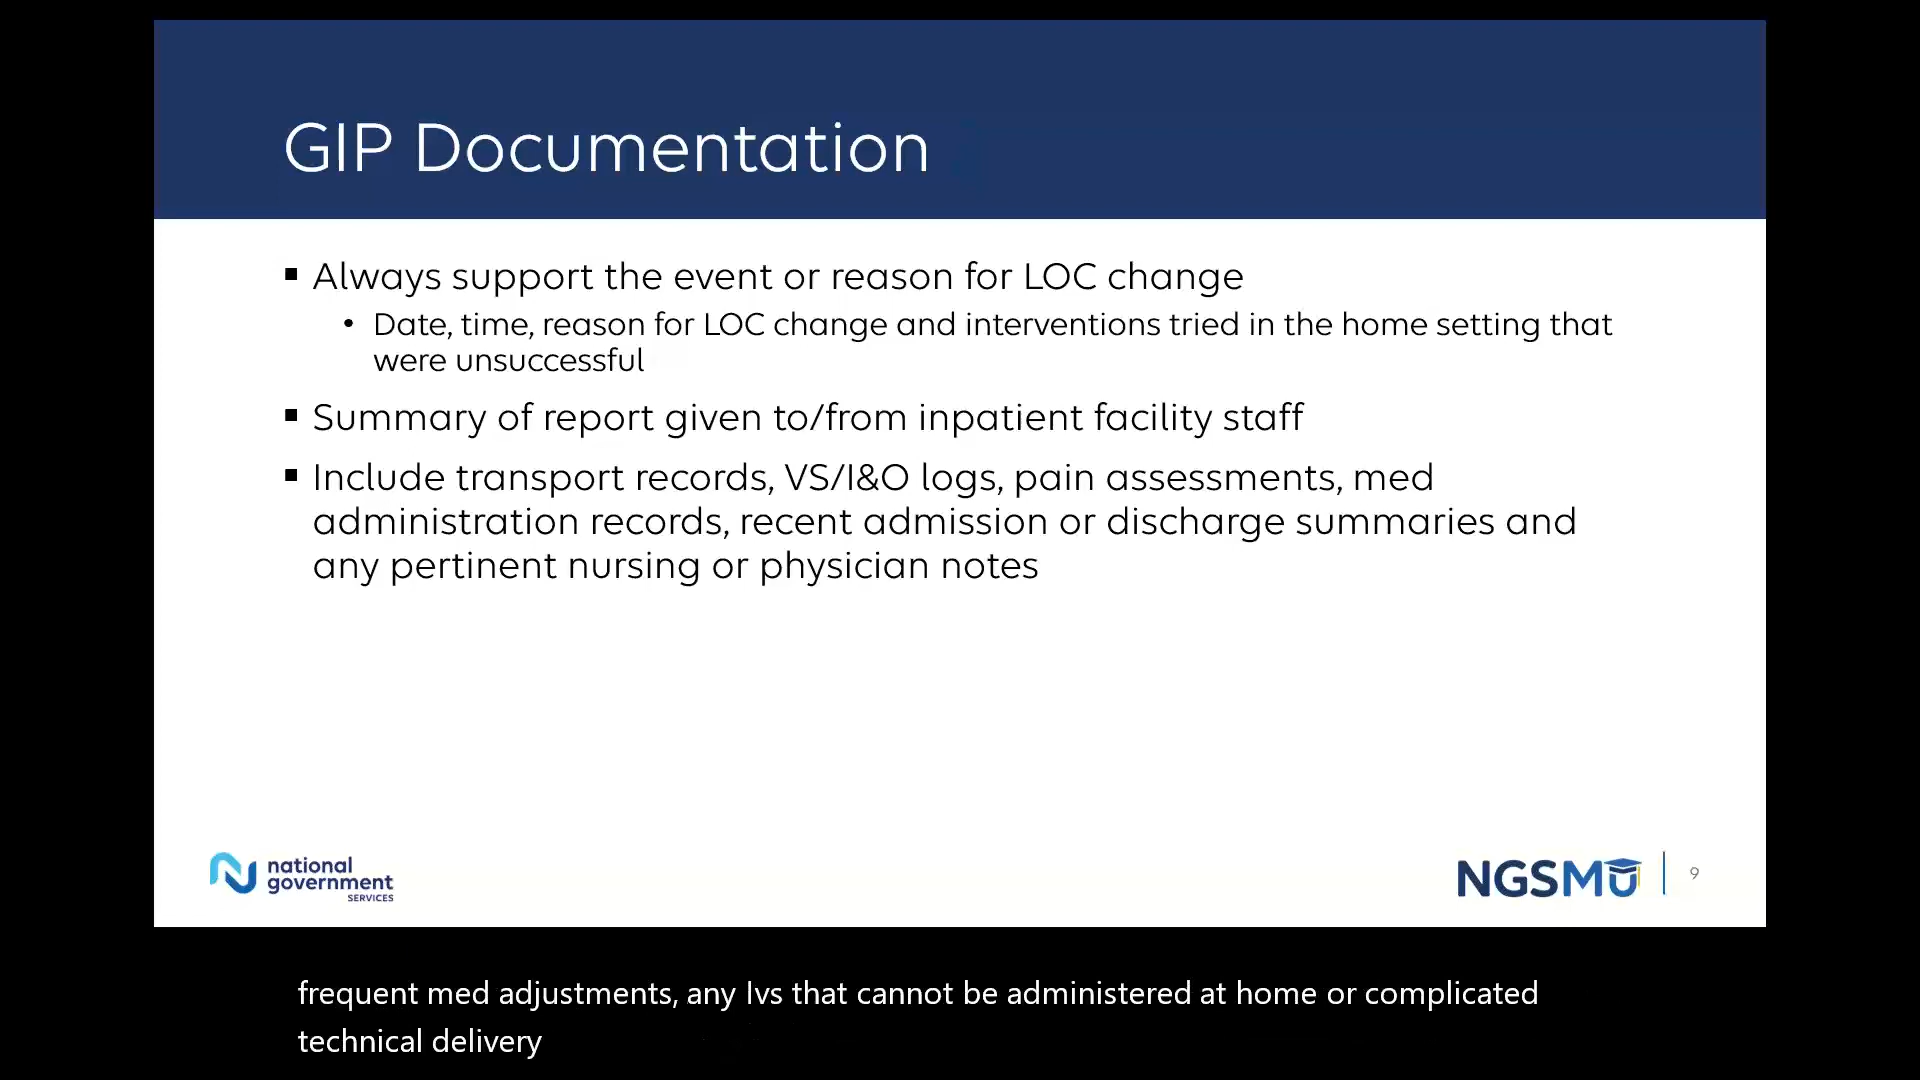 GIP Documentation
▪ Always support the event or reason for LOC change
• Date, time, reason for LOC change and interventions tried in the home setting that
were unsuccessful
▪ Summary of report given to/from inpatient facility staff
▪ Include transport records, VS/I&O logs, pain assessments, med
administration records, recent admission or discharge summaries and
any pertinent nursing or physician notes
national
government
SERVICES
NGSMU
9
frequent med adjustments, any Ivs that cannot be administered at home or complicated
technical delivery